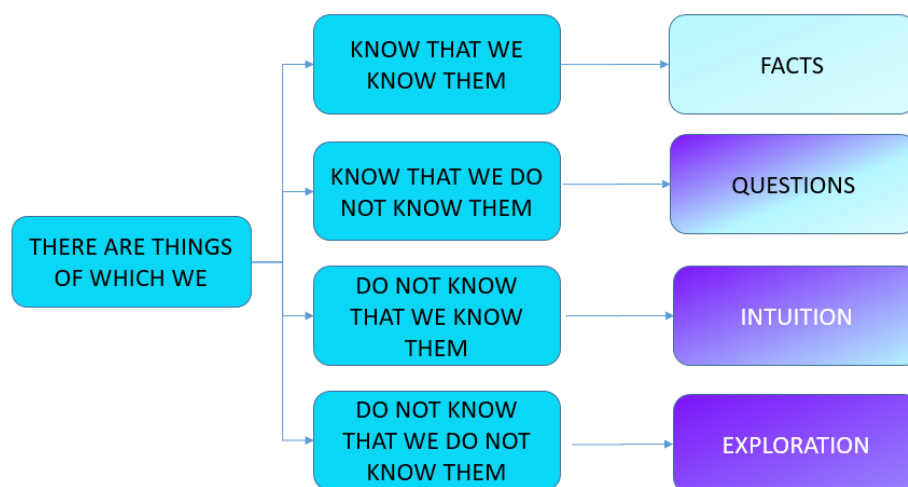 THERE ARE THINGS
OF WHICH WE
KNOW THAT WE
KNOW THEM
FACTS
KNOW THAT WE DO
NOT KNOW THEM
QUESTIONS
DO NOT KNOW
THAT WE KNOW
THEM
INTUITION
DO NOT KNOW
THAT WE DO NOT
KNOW THEM
EXPLORATION